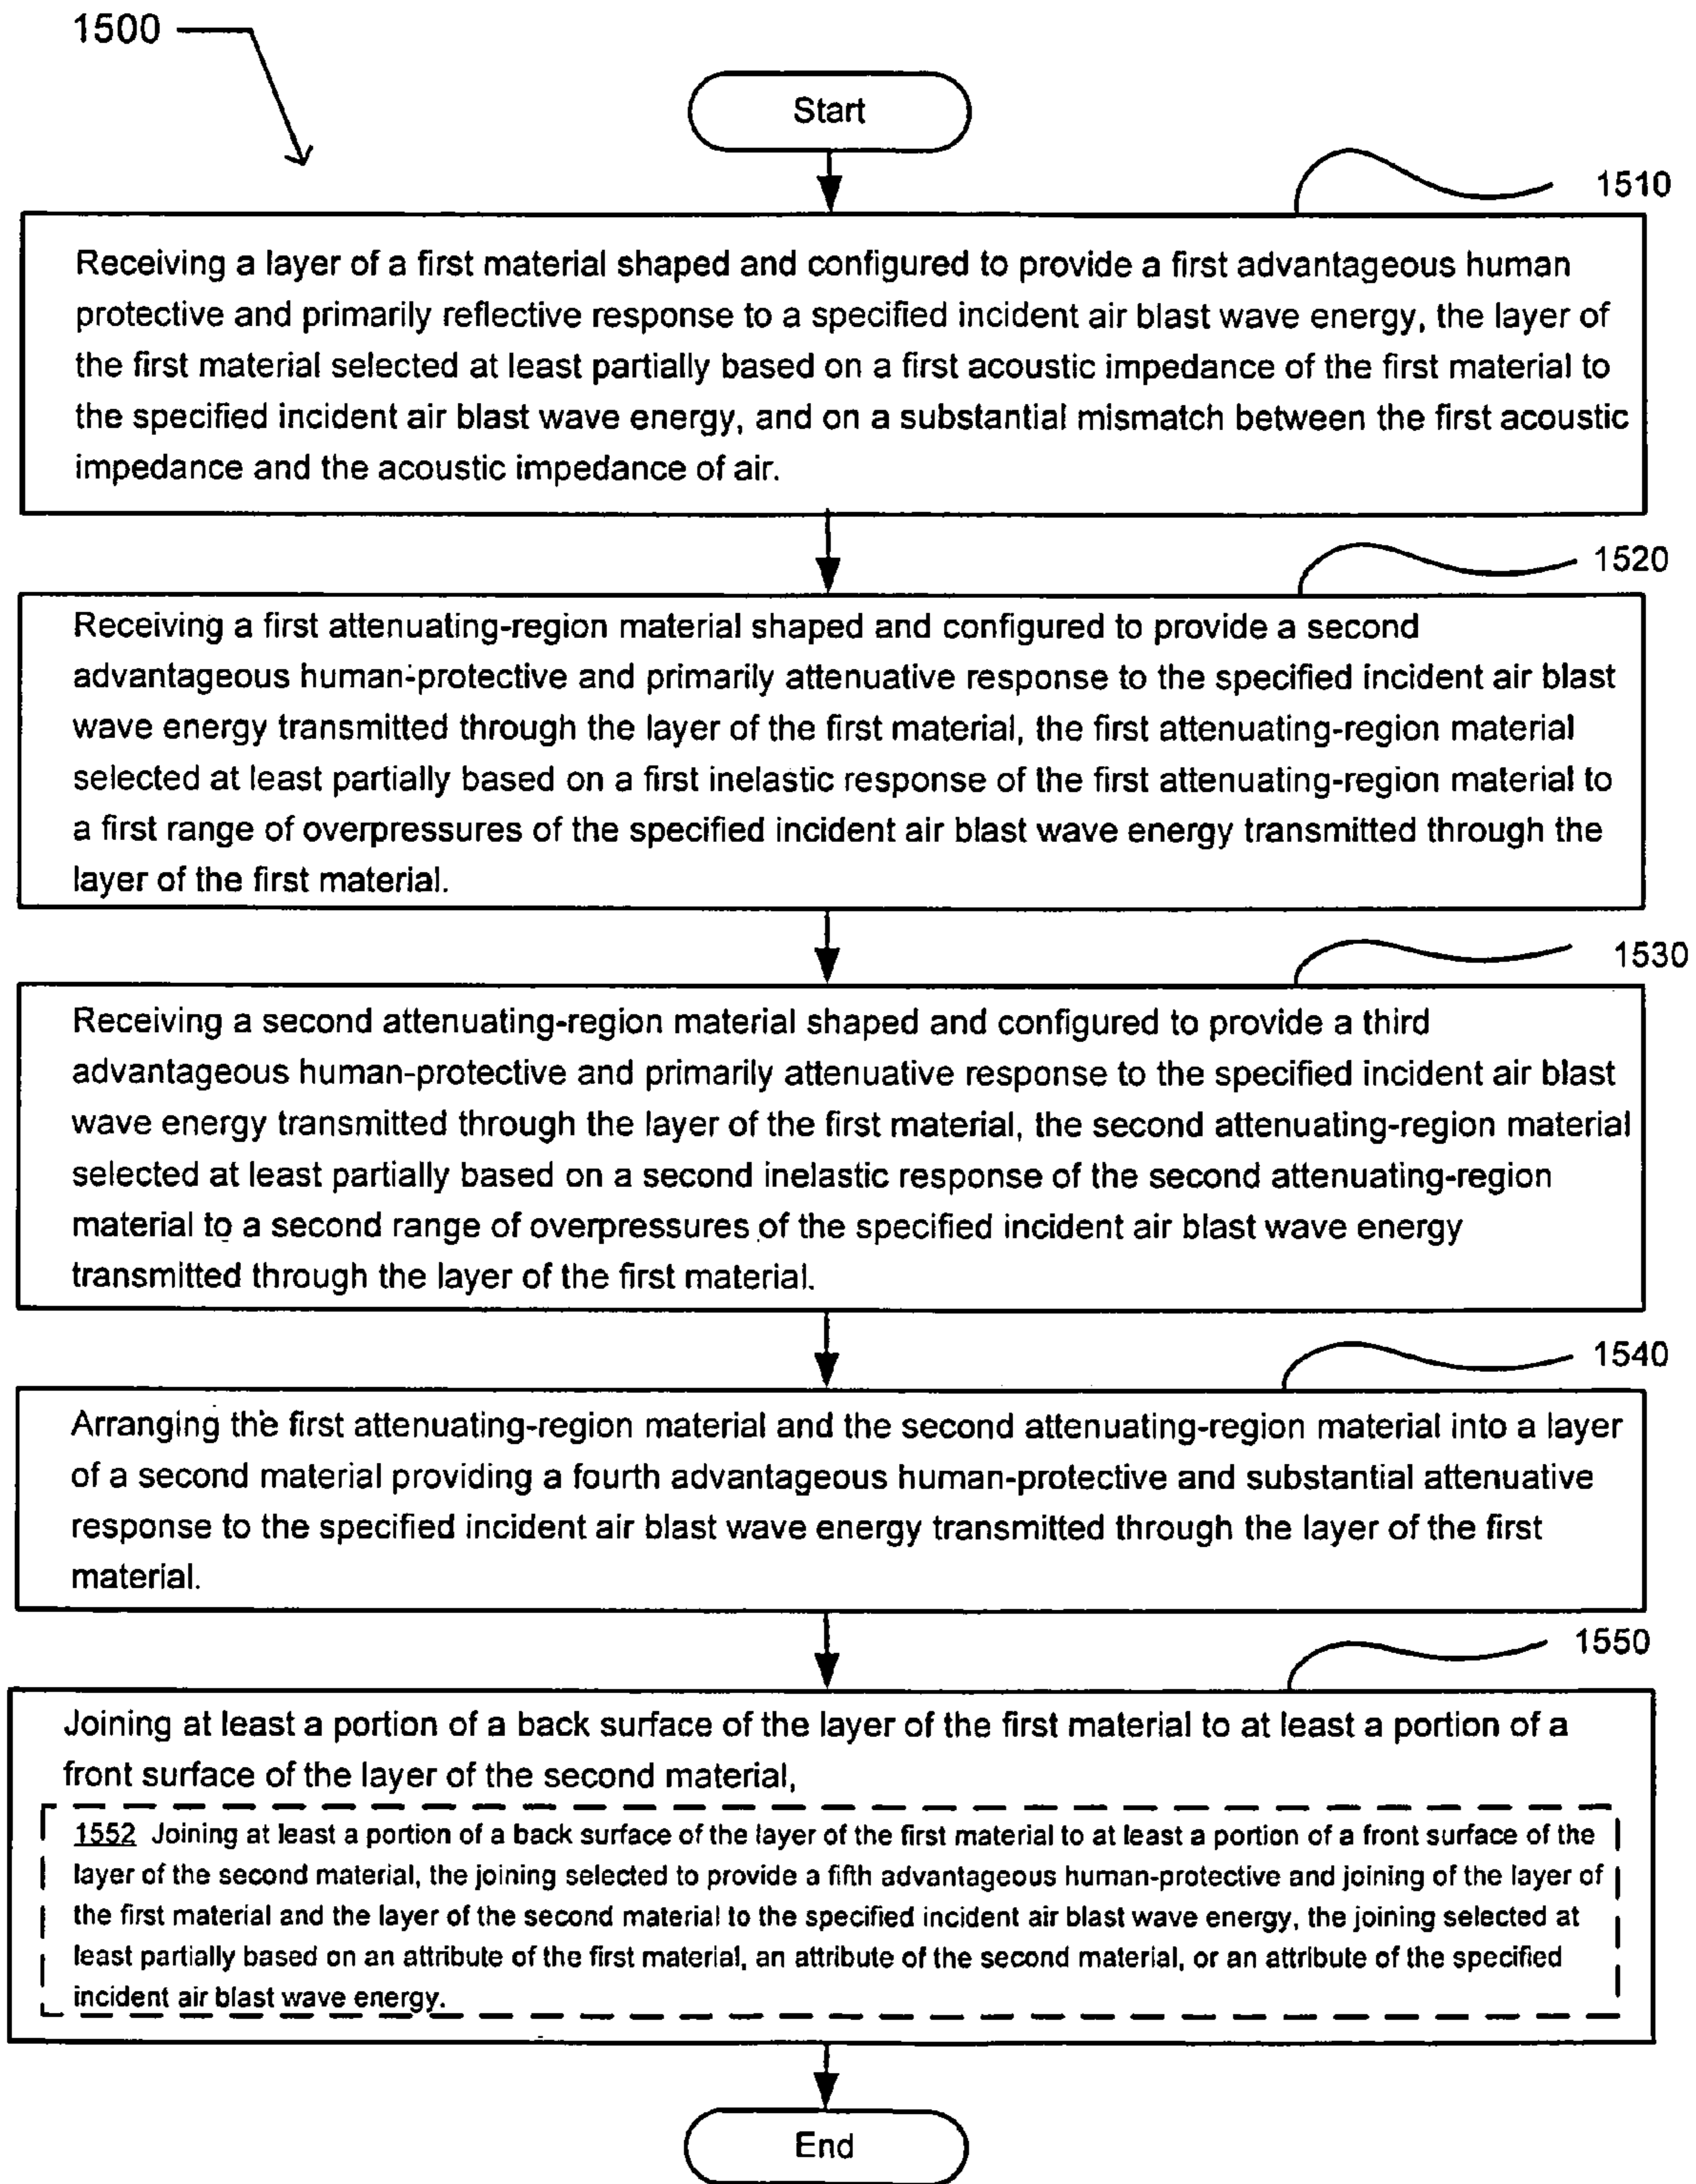 1500
Start
1510
Receiving a layer of a first material shaped and configured to provide a first advantageous human
protective and primarily reflective response to a specified incident air blast wave energy, the layer of
the first material selected at least partially based on a first acoustic impedance of the first material to
the specified incident air blast wave energy, and on a substantial mismatch between the first acoustic
impedance and the acoustic impedance of air.
1520
Receiving a first attenuating-region material shaped and configured to provide a second
advantageous human-protective and primarily attenuative response to the specified incident air blast
wave energy transmitted through the layer of the first material, the first attenuating-region material
selected at least partially based on a first inelastic response of the first attenuating-region material to
a first range of overpressures of the specified incident air blast wave energy transmitted through the
layer of the first material.
1530
Receiving a second attenuating-region material shaped and configured to provide a third
advantageous human-protective and primarily attenuative response to the specified incident air blast
wave energy transmitted through the layer of the first material, the second attenuating-region material
selected at least partially based on a second inelastic response of the second attenuating-region
material to a second range of overpressures of the specified incident air blast wave energy
transmitted through the layer of the first material.
1540
Arranging the first attenuating-region material and the second attenuating-region material into a layer
of a second material providing a fourth advantageous human-protective and substantial attenuative
response to the specified incident air blast wave energy transmitted through the layer of the first
material.
1550
Joining at least a portion of a back surface of the layer of the first material to at least a portion of a
front surface of the layer of the second material,
1552 Joining at least a portion of a back surface of the layer of the first material to at least a portion of a front surface of the
layer of the second material, the joining selected to provide a fifth advantageous human-protective and joining of the layer of
the first material and the layer of the second material to the specified incident air blast wave energy, the joining selected at
least partially based on an attribute of the first material, an attribute of the second material, or an attribute of the specified
incident air blast wave energy.
End